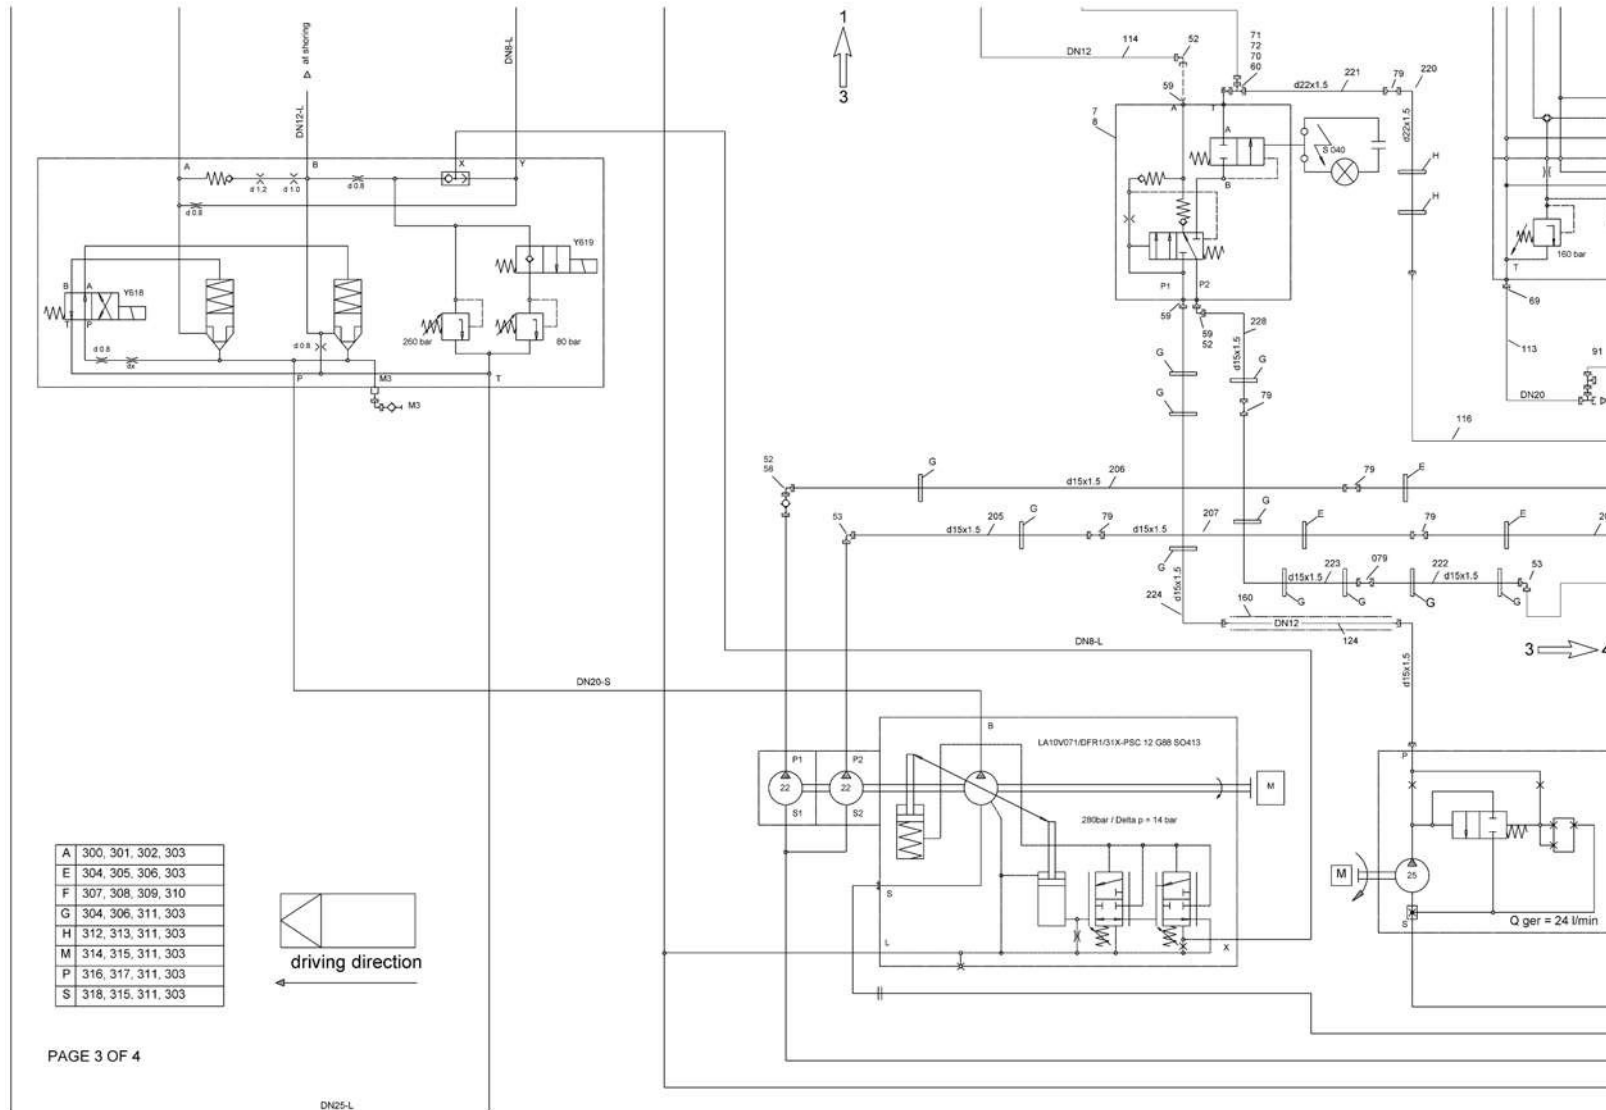 at shoring
DN12-L
DN8-L
1
3
DN12
114
52
59
71
72
70
60
d22x1.5
221
79
220
d22x1.5
7
8
A
T
A
B
S 040
H
H
P1
P2
59
59
52
228
d15x1.5
G
G
G
79
160 bar
T
69
113
DN20
91
116
A
B
X
Y
d 1.2
d 1.0
d 0.8
d 0.8
Y619
B
A
Y618
T
P
d 0.8
dx
d 0.8
260 bar
80 bar
P
M3
T
M3
52
58
G
d15x1.5
206
79
E
53
d15x1.5
205
G
79
d15x1.5
207
G
E
79
E
20
G
d15x1.5
224
d15x1.5
223
079
222
d15x1.5
53
G
G
G
G
160
DN12
124
DN8-L
3
4
d15x1.5
DN20-S
B
LA10V071/DFR1/31X-PSC 12 G88 SO413
P1
P2
22
22
S1
S2
M
280bar / Delta p = 14 bar
S
L
X
P
M
25
S
Q ger = 24 l/min
A 300, 301, 302, 303
E 304, 305, 306, 303
F 307, 308, 309, 310
G 304, 306, 311, 303
H 312, 313, 311, 303
M 314, 315, 311, 303
P 316, 317, 311, 303
S 318, 315, 311, 303
driving direction
PAGE 3 OF 4
DN25-L